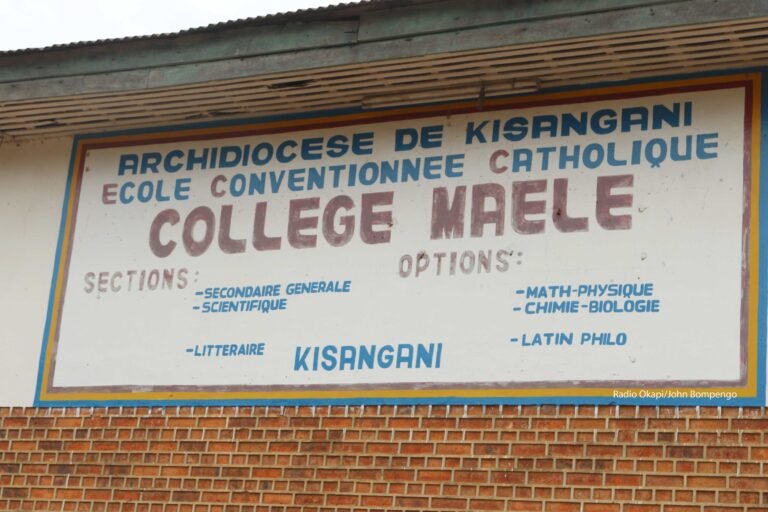 ARCHIDIOCESE DE KISANGANI
ECOLE CONVENTIONNEE CATHOLIQUE
COLLEGE MAELE
SECTIONS:
-SECONDAIRE GENERALE
-SCIENTIFIQUE
-LITTERAIRE
OPTIONS:
-MATH-PHYSIQUE
-CHIMIE-BIOLOGIE
-LATIN PHILO
KISANGANI
Radio Okapi/John Bompengo